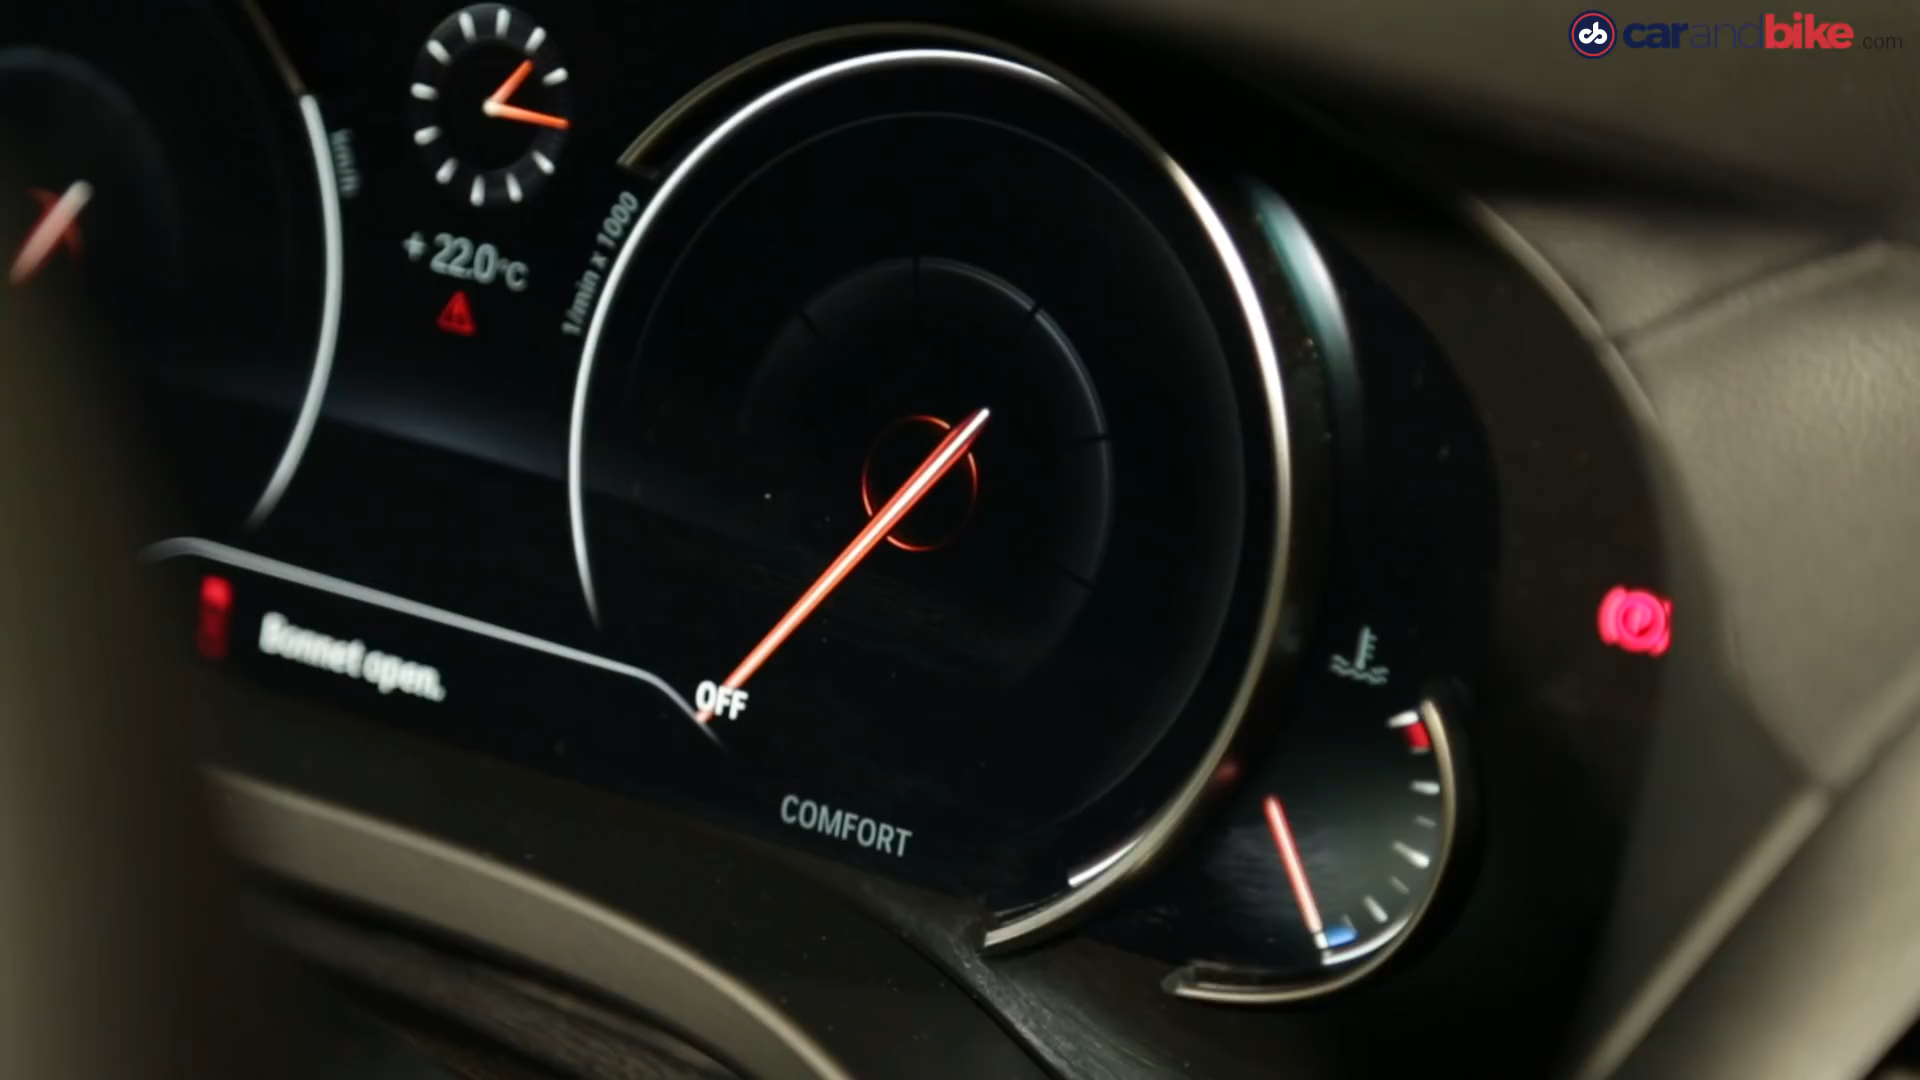 carandbike.com
km/h
+ 22.0°C
1/min x 1000
Bonnet open.
OFF
COMFORT